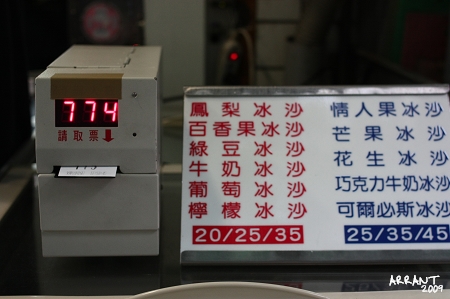 774
請取票
鳳梨冰沙
百香果冰沙
綠豆冰沙
牛奶冰沙
葡萄冰沙
檸檬冰沙
20/25/35
情人果冰沙
芒果冰沙
花生冰沙
巧克力牛奶冰沙
可爾必斯冰沙
25/35/45
ARRANT
2009